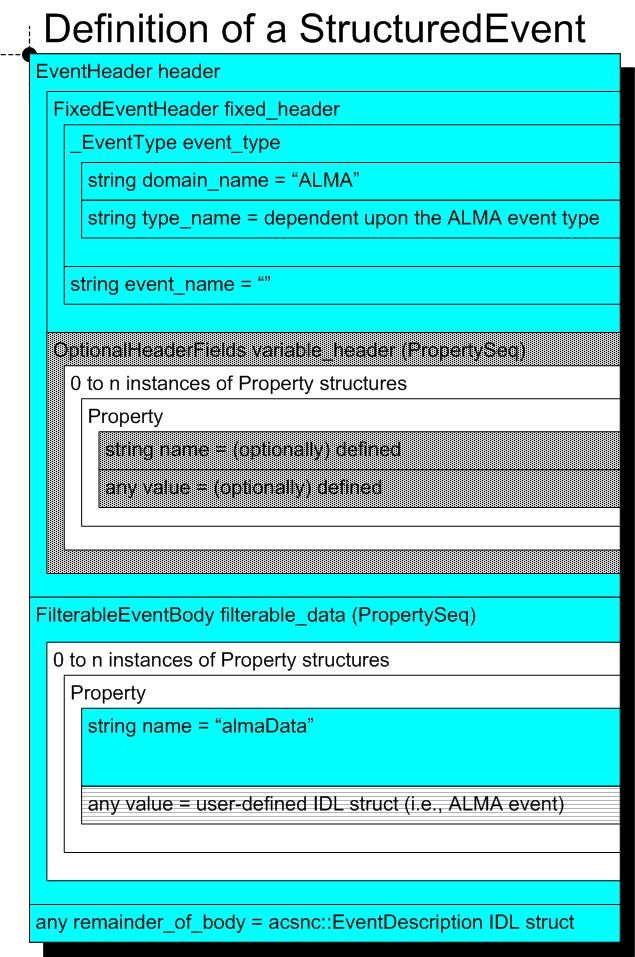 Definition of a StructuredEvent
EventHeader header
FixedEventHeader fixed_header
_EventType event_type
string domain_name = “ALMA”
string type_name = dependent upon the ALMA event type
string event_name = “”
OptionalHeaderFields variable_header (PropertySeq)
0 to n instances of Property structures
Property
string name = (optionally) defined
any value = (optionally) defined
FilterableEventBody filterable_data (PropertySeq)
0 to n instances of Property structures
Property
string name = “almaData”
any value = user-defined IDL struct (i.e., ALMA event)
any remainder_of_body = acsnc::EventDescription IDL struct